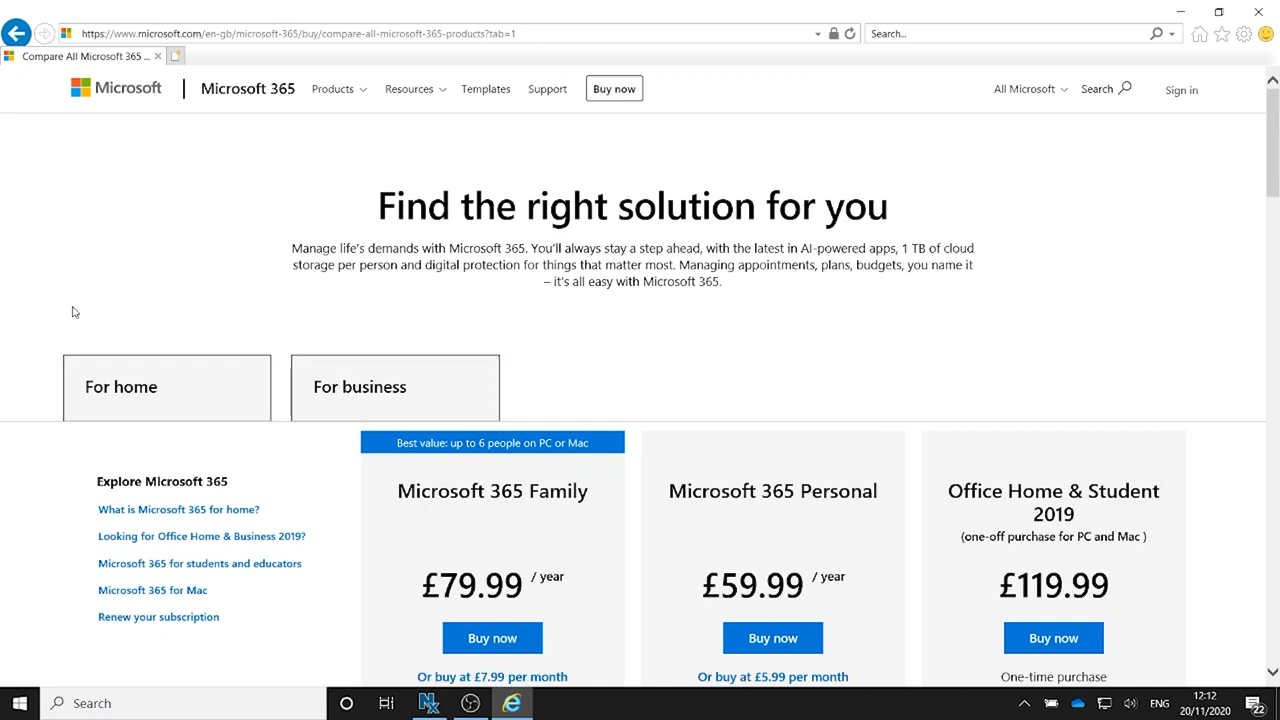 https://www.microsoft.com/en-gb/microsoft-365/buy/compare-all-microsoft-365-products?tab=1
Search...
Compare All Microsoft 365 ...
Microsoft
Microsoft 365
Products
Resources
Templates
Support
Buy now
All Microsoft
Search
Sign in
Find the right solution for you
Manage life's demands with Microsoft 365. You'll always stay a step ahead, with the latest in AI-powered apps, 1 TB of cloud
storage per person and digital protection for things that matter most. Managing appointments, plans, budgets, you name it
– it's all easy with Microsoft 365.
For home
For business
Explore Microsoft 365
What is Microsoft 365 for home?
Looking for Office Home & Business 2019?
Microsoft 365 for students and educators
Microsoft 365 for Mac
Renew your subscription
Best value: up to 6 people on PC or Mac
Microsoft 365 Family
£79.99 / year
Buy now
Or buy at £7.99 per month
Microsoft 365 Personal
£59.99 / year
Buy now
Or buy at £5.99 per month
Office Home & Student
2019
(one-off purchase for PC and Mac )
£119.99
Buy now
One-time purchase
Search
ENG
12:12
20/11/2020
22